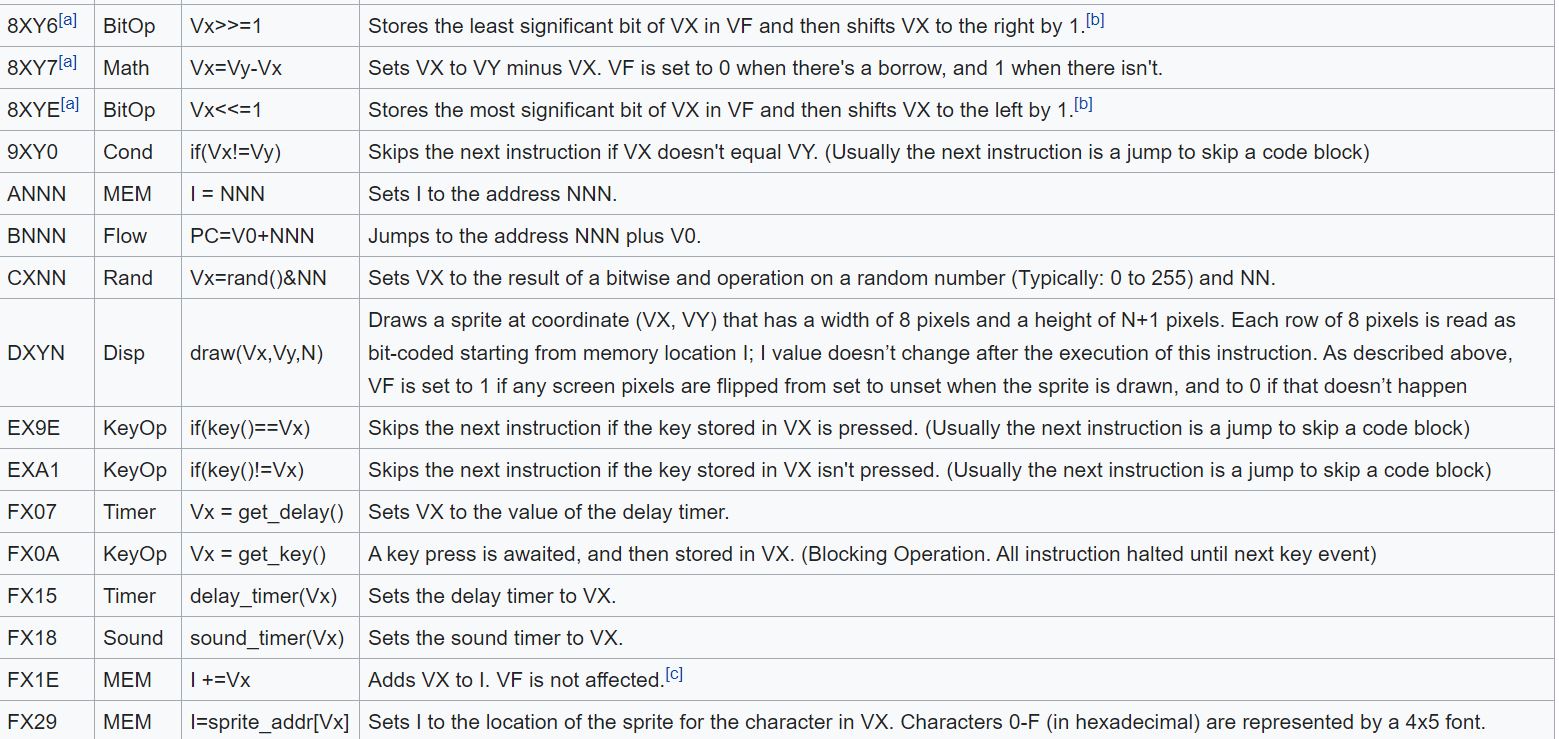 8XY6[a] BitOp Vx>>=1 Stores the least significant bit of VX in VF and then shifts VX to the right by 1.[b]
8XY7[a] Math Vx=Vy-Vx Sets VX to VY minus VX. VF is set to 0 when there's a borrow, and 1 when there isn't.
8XYE[a] BitOp Vx<<=1 Stores the most significant bit of VX in VF and then shifts VX to the left by 1.[b]
9XY0 Cond if(Vx!=Vy) Skips the next instruction if VX doesn't equal VY. (Usually the next instruction is a jump to skip a code block)
ANNN MEM I = NNN Sets I to the address NNN.
BNNN Flow PC=V0+NNN Jumps to the address NNN plus V0.
CXNN Rand Vx=rand()&NN Sets VX to the result of a bitwise and operation on a random number (Typically: 0 to 255) and NN.
Draws a sprite at coordinate (VX, VY) that has a width of 8 pixels and a height of N+1 pixels. Each row of 8 pixels is read as
DXYN Disp draw(Vx,Vy,N) bit-coded starting from memory location I; I value doesn’t change after the execution of this instruction. As described above,
VF is set to 1 if any screen pixels are flipped from set to unset when the sprite is drawn, and to 0 if that doesn’t happen
EX9E KeyOp if(key()==Vx) Skips the next instruction if the key stored in VX is pressed. (Usually the next instruction is a jump to skip a code block)
EXA1 KeyOp if(key()!=Vx) Skips the next instruction if the key stored in VX isn't pressed. (Usually the next instruction is a jump to skip a code block)
FX07 Timer Vx = get_delay() Sets VX to the value of the delay timer.
FX0A KeyOp Vx = get_key() A key press is awaited, and then stored in VX. (Blocking Operation. All instruction halted until next key event)
FX15 Timer delay_timer(Vx) Sets the delay timer to VX.
FX18 Sound sound_timer(Vx) Sets the sound timer to VX.
FX1E MEM I +=Vx Adds VX to I. VF is not affected.[c]
FX29 MEM I=sprite_addr[Vx] Sets I to the location of the sprite for the character in VX. Characters 0-F (in hexadecimal) are represented by a 4x5 font.